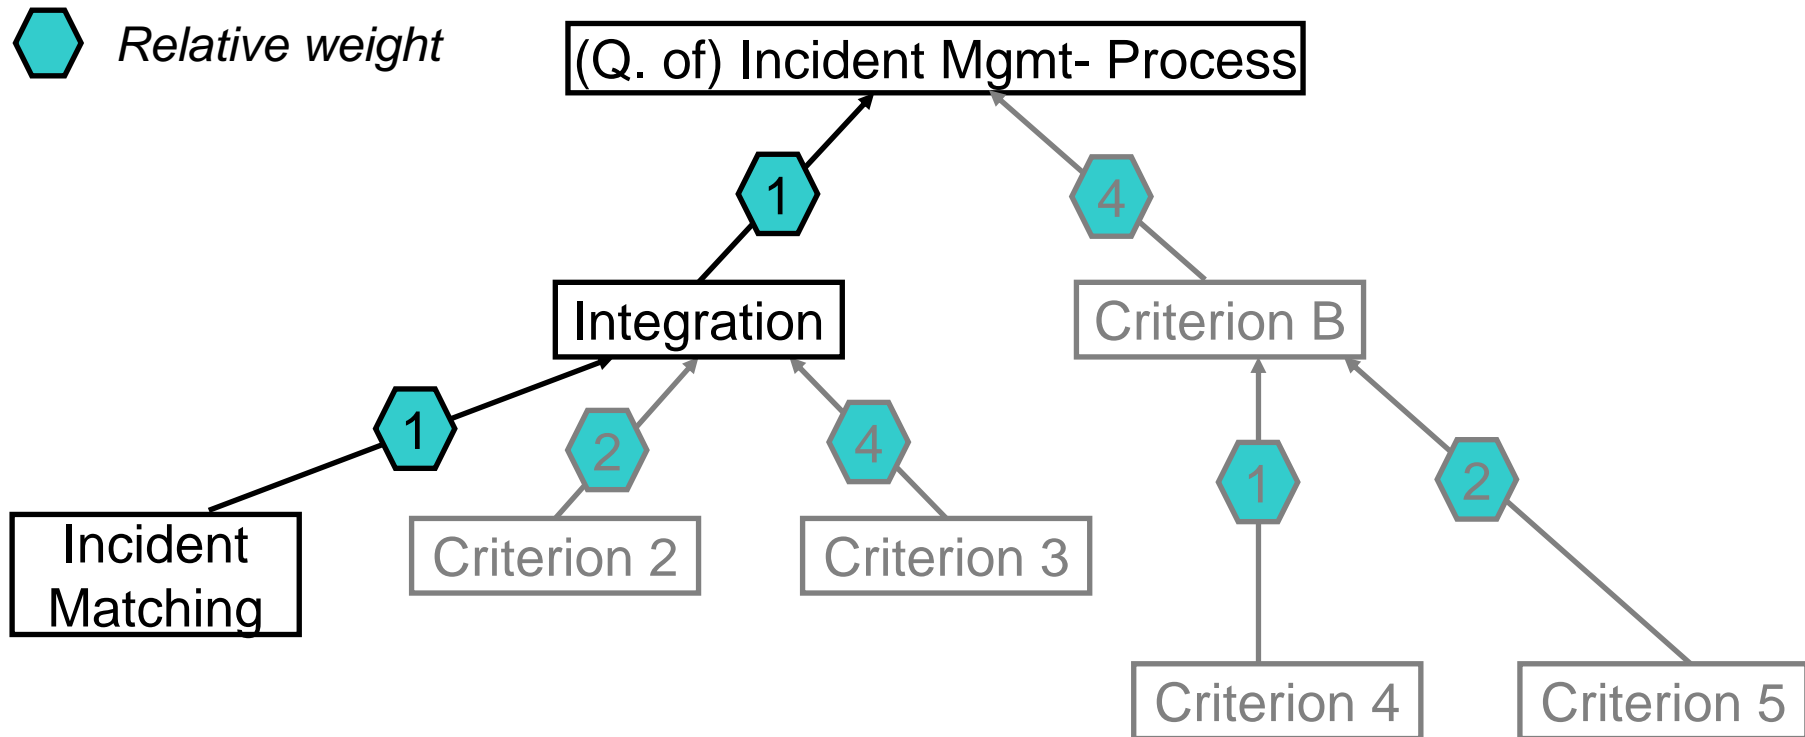 Relative weight
(Q. of) Incident Mgmt- Process
1
4
Integration
Criterion B
1
2
4
1
2
Incident
Matching
Criterion 2
Criterion 3
Criterion 4
Criterion 5